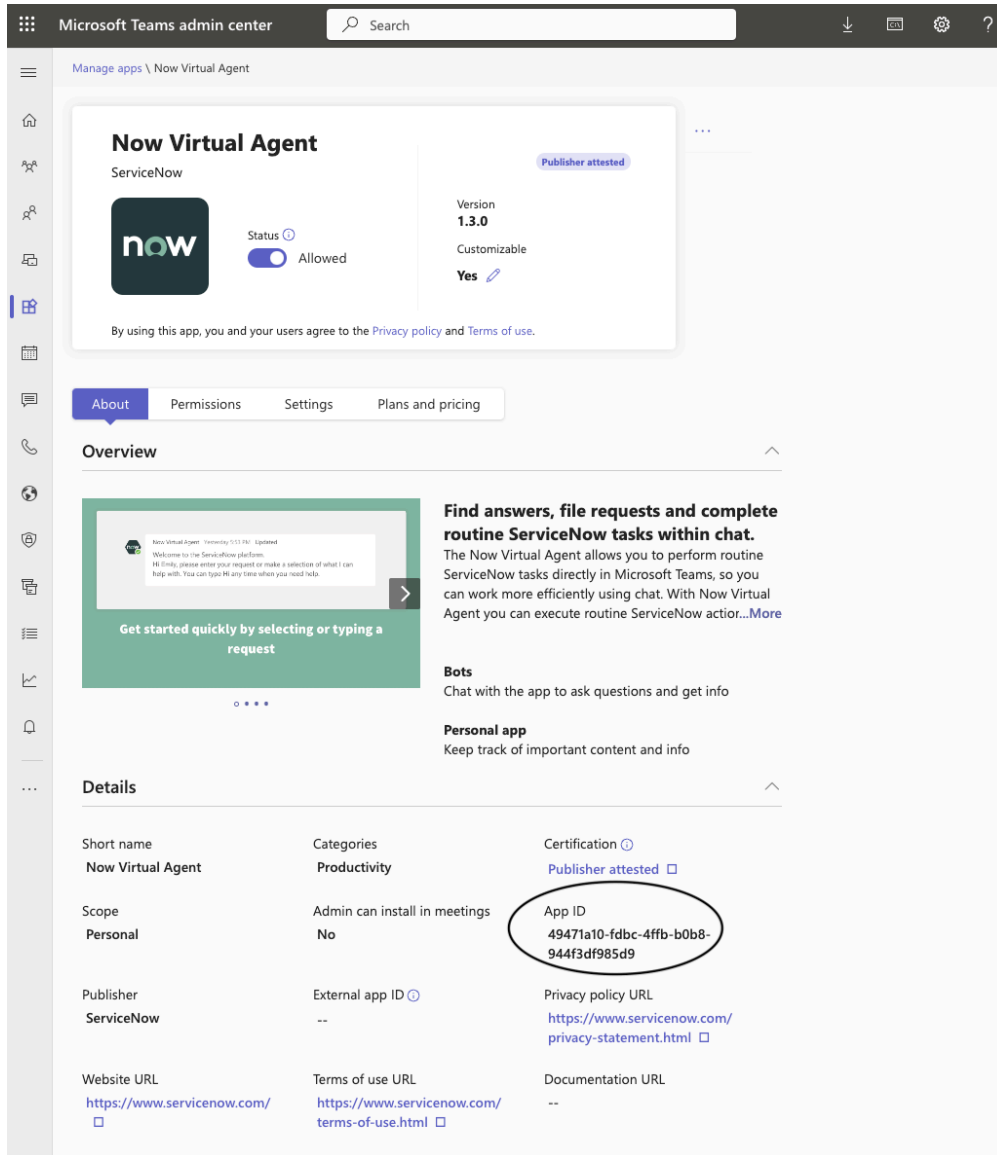 Microsoft Teams admin center
Search
?
Manage apps \ Now Virtual Agent
Now Virtual Agent
ServiceNow
Publisher attested
now
Status
Allowed
Version
1.3.0
Customizable
Yes
By using this app, you and your users agree to the Privacy policy and Terms of use.
About Permissions Settings Plans and pricing
Overview
Now Virtual Agent Yesterday 5:53 PM Updated
Welcome to the ServiceNow platform.
Hi Emily, please enter your request or make a selection of what I can
help with. You can type Hi any time when you need help.
Get started quickly by selecting or typing a
request
Find answers, file requests and complete
routine ServiceNow tasks within chat.
The Now Virtual Agent allows you to perform routine
ServiceNow tasks directly in Microsoft Teams, so you
can work more efficiently using chat. With Now Virtual
Agent you can execute routine ServiceNow action...More
Bots
Chat with the app to ask questions and get info
Personal app
Keep track of important content and info
Details
Short name
Now Virtual Agent
Categories
Productivity
Certification
Publisher attested
Scope
Personal
Admin can install in meetings
No
App ID
49471a10-fdbc-4ffb-b0b8-
944f3df985d9
Publisher
ServiceNow
External app ID
--
Privacy policy URL
https://www.servicenow.com/
privacy-statement.html
Website URL
https://www.servicenow.com/
Terms of use URL
https://www.servicenow.com/
terms-of-use.html
Documentation URL
--